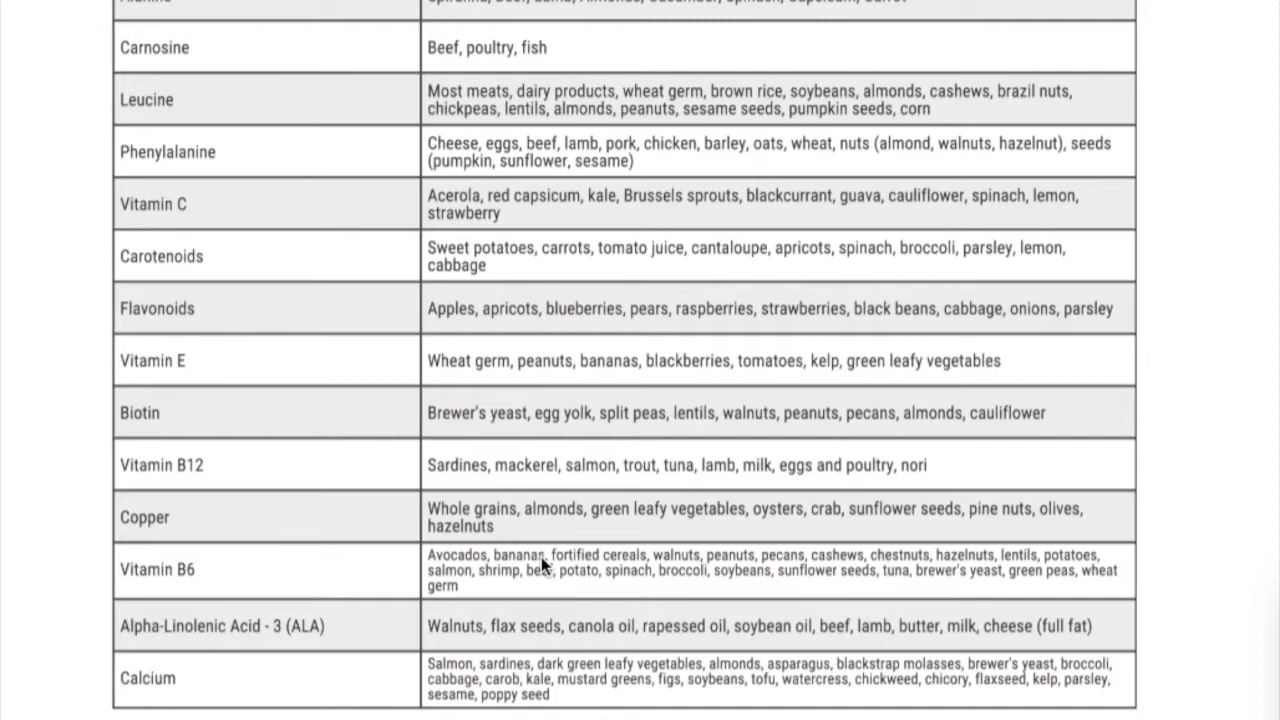 Carnosine
Beef, poultry, fish
Leucine
Most meats, dairy products, wheat germ, brown rice, soybeans, almonds, cashews, brazil nuts,
chickpeas, lentils, almonds, peanuts, sesame seeds, pumpkin seeds, corn
Phenylalanine
Cheese, eggs, beef, lamb, pork, chicken, barley, oats, wheat, nuts (almond, walnuts, hazelnut), seeds
(pumpkin, sunflower, sesame)
Vitamin C
Acerola, red capsicum, kale, Brussels sprouts, blackcurrant, guava, cauliflower, spinach, lemon,
strawberry
Carotenoids
Sweet potatoes, carrots, tomato juice, cantaloupe, apricots, spinach, broccoli, parsley, lemon,
cabbage
Flavonoids
Apples, apricots, blueberries, pears, raspberries, strawberries, black beans, cabbage, onions, parsley
Vitamin E
Wheat germ, peanuts, bananas, blackberries, tomatoes, kelp, green leafy vegetables
Biotin
Brewer's yeast, egg yolk, split peas, lentils, walnuts, peanuts, pecans, almonds, cauliflower
Vitamin B12
Sardines, mackerel, salmon, trout, tuna, lamb, milk, eggs and poultry, nori
Copper
Whole grains, almonds, green leafy vegetables, oysters, crab, sunflower seeds, pine nuts, olives,
hazelnuts
Vitamin B6
Avocados, bananas, fortified cereals, walnuts, peanuts, pecans, cashews, chestnuts, hazelnuts, lentils, potatoes,
salmon, shrimp, beef, potato, spinach, broccoli, soybeans, sunflower seeds, tuna, brewer's yeast, green peas, wheat
germ
Alpha-Linolenic Acid - 3 (ALA)
Walnuts, flax seeds, canola oil, rapessed oil, soybean oil, beef, lamb, butter, milk, cheese (full fat)
Calcium
Salmon, sardines, dark green leafy vegetables, almonds, asparagus, blackstrap molasses, brewer's yeast, broccoli,
cabbage, carob, kale, mustard greens, figs, soybeans, tofu, watercress, chickweed, chicory, flaxseed, kelp, parsley,
sesame, poppy seed